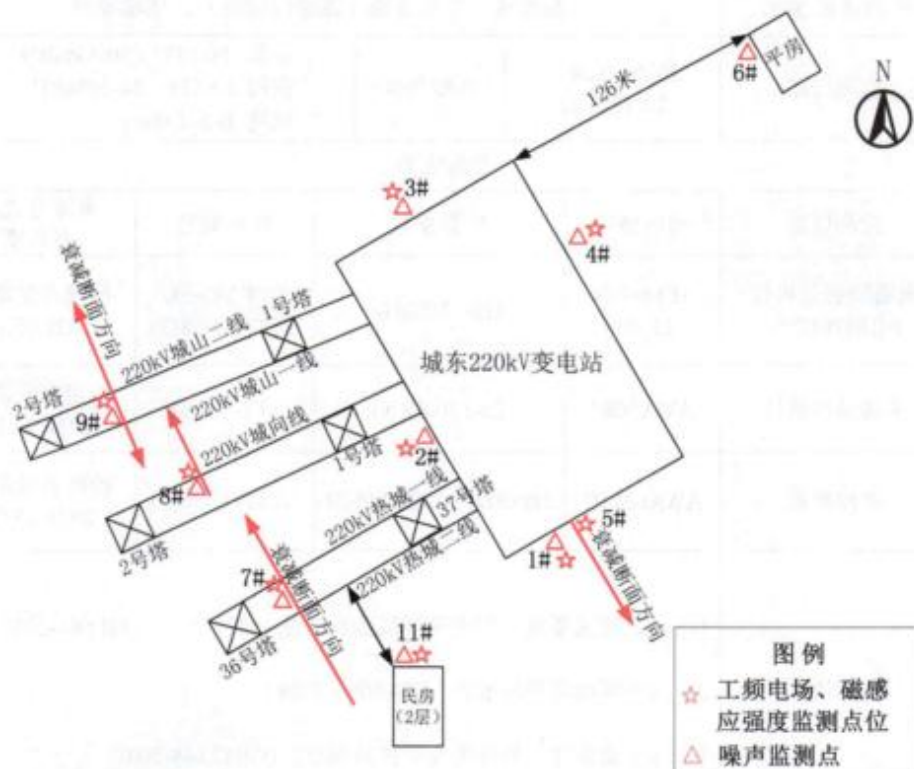 平房
6#
126米
N
3#
4#
衰减断面方向
220kV城山二线
1号塔
城东220kV变电站
2号塔
9#
220kV城山一线
220kV城向线
1号塔
2#
8#
2号塔
220kV热城一线
37号塔
220kV热城二线
5#
1#
衰减断面方向
7#
衰减断面方向
36号塔
11#
民房
(2层)
图例
工频电场、磁感
应强度监测点位
噪声监测点